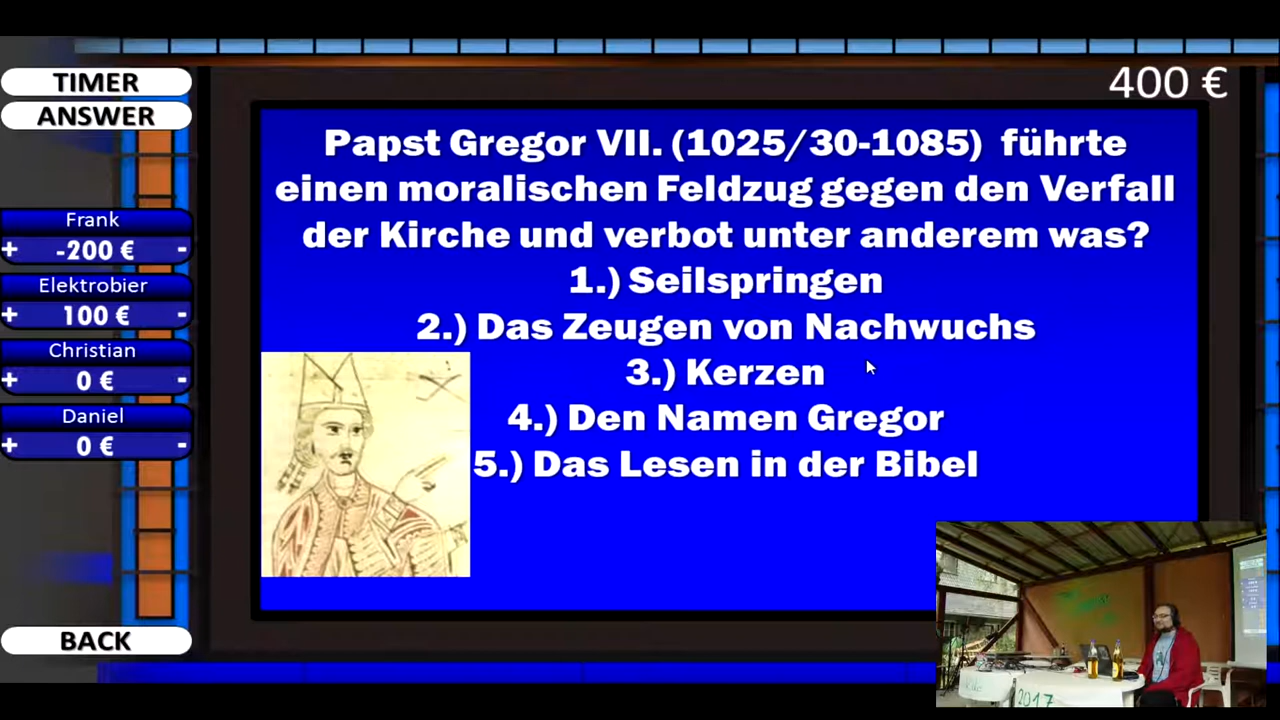 TIMER
ANSWER
400 €
Papst Gregor VII. (1025/30-1085) führte
einen moralischen Feldzug gegen den Verfall
der Kirche und verbot unter anderem was?
1.) Seilspringen
2.) Das Zeugen von Nachwuchs
3.) Kerzen
4.) Den Namen Gregor
5.) Das Lesen in der Bibel
Frank
+ -200 € -
Elektrobier
+ 100 € -
Christian
+ 0 € -
Daniel
+ 0 € -
BACK
2017